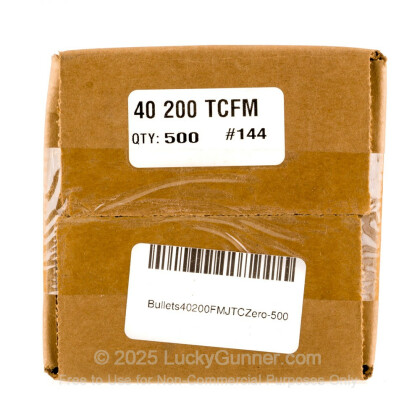 40 200 TCFM
QTY: 500 #144
Bullets40200FMJTCZero-500
© 2025 LuckyGunner.com
Free to Use for Non-Commercial Purposes Only